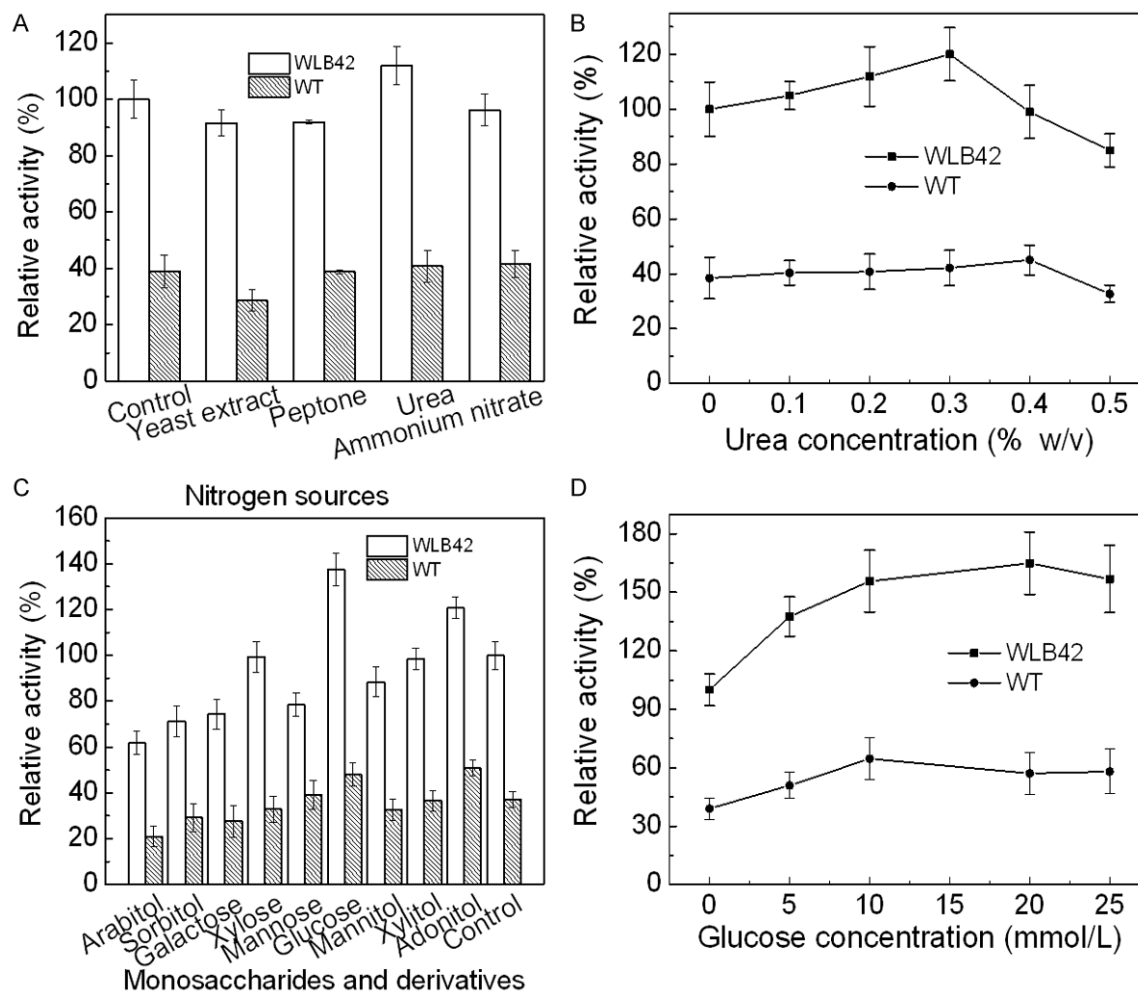 A
Relative activity (%)
120
100
80
60
40
20
0
WLB42
WT
Control
Yeast extract
Peptone
Urea
Ammonium nitrate
Nitrogen sources
B
Relative activity (%)
120
100
80
60
40
20
0
WLB42
WT
0 0.1 0.2 0.3 0.4 0.5
Urea concentration (% w/v)
C
Relative activity (%)
160
140
120
100
80
60
40
20
0
WLB42
WT
Arabitol
Sorbitol
Galactose
Xylose
Mannose
Glucose
Mannitol
Xylitol
Adonitol
Control
Monosaccharides and derivatives
D
Relative activity (%)
180
150
120
90
60
30
0
WLB42
WT
0 5 10 20 25
Glucose concentration (mmol/L)